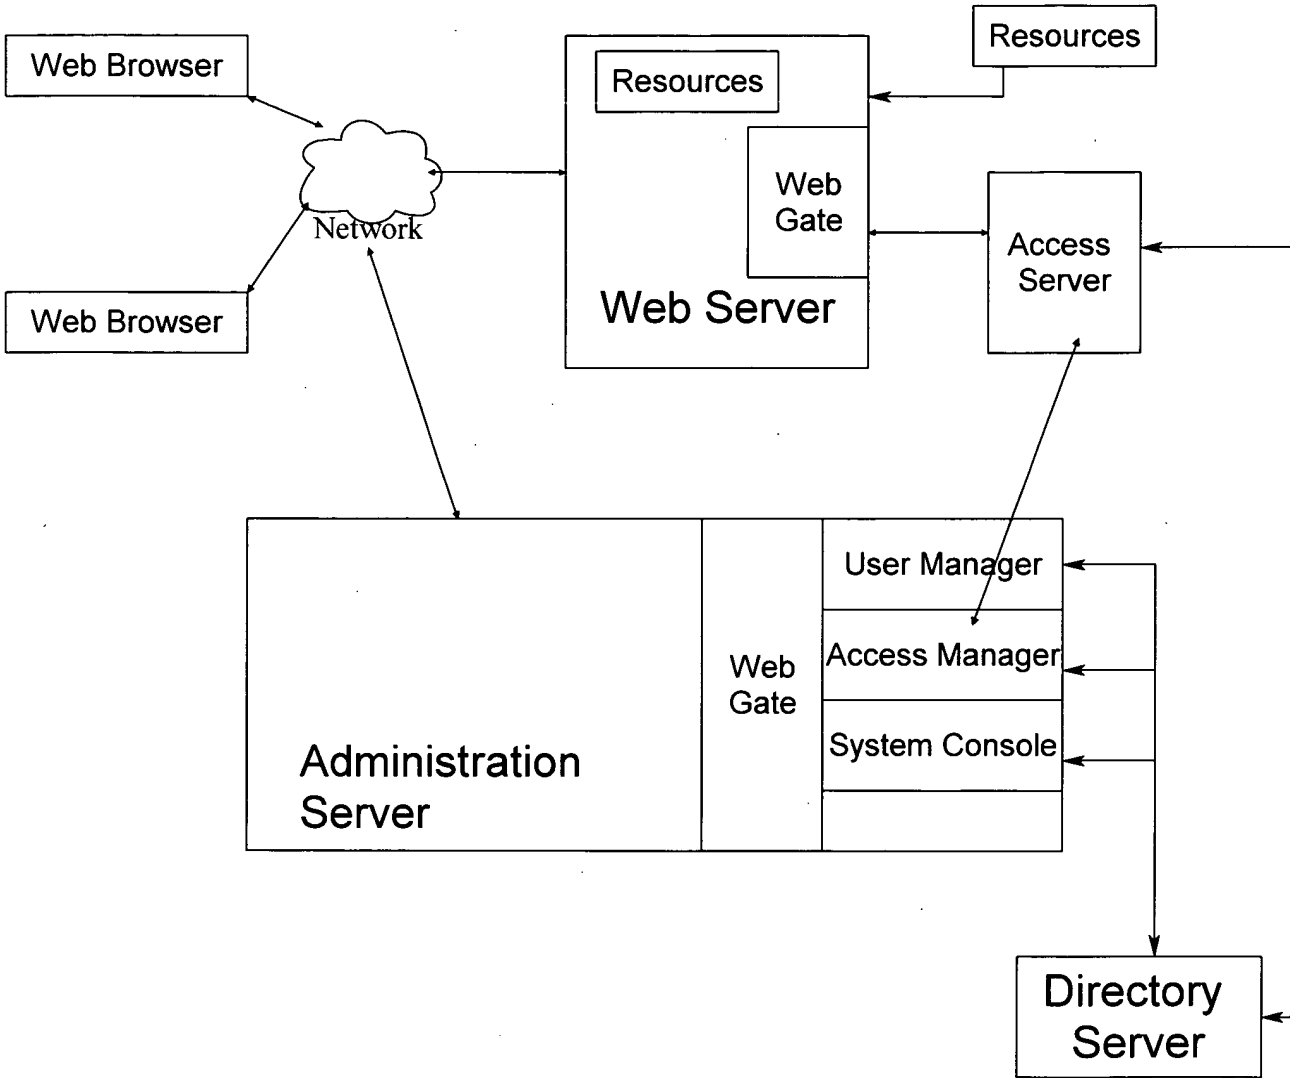 Resources
Web Browser
Resources
Web
Gate
Access
Server
Network
Web Server
Web Browser
User Manager
Access Manager
Web
Gate
System Console
Administration
Server
Directory
Server